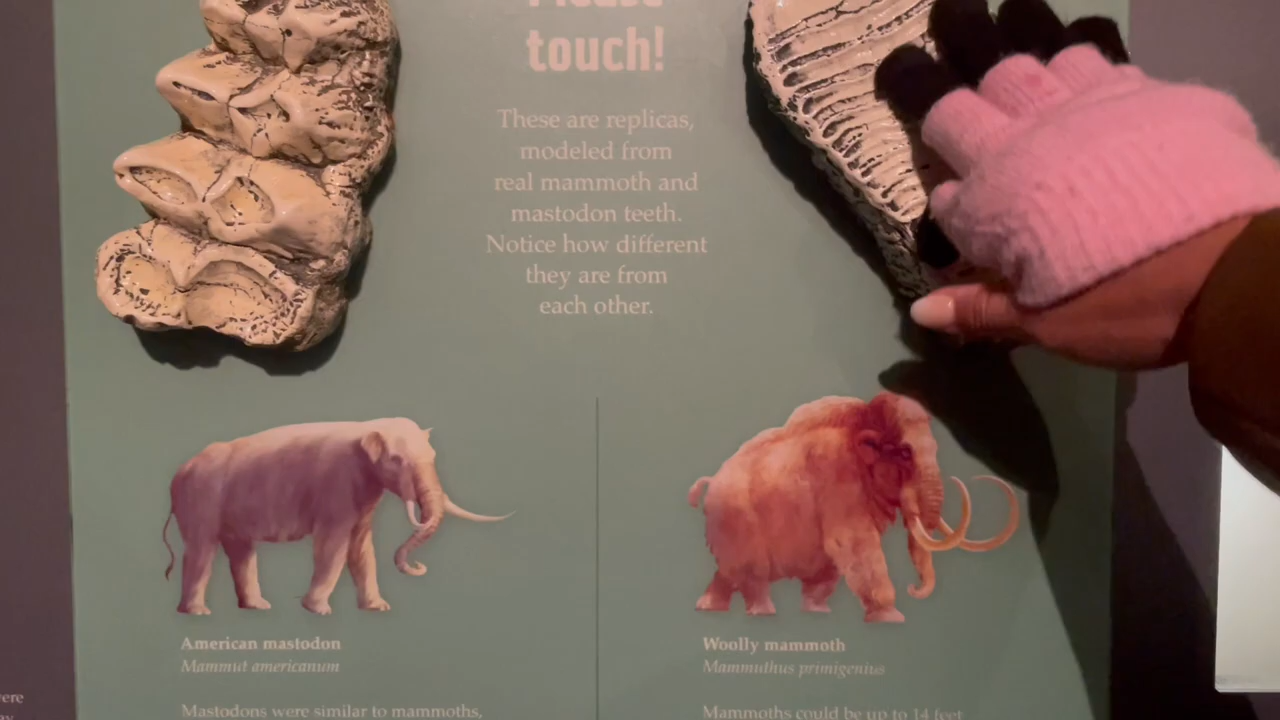 Please
touch!
These are replicas,
modeled from
real mammoth and
mastodon teeth.
Notice how different
they are from
each other.
American mastodon
Mammut americanum
Mastodons were similar to mammoths,
Woolly mammoth
Mammuthus primigenius
Mammoths could be up to 14 feet